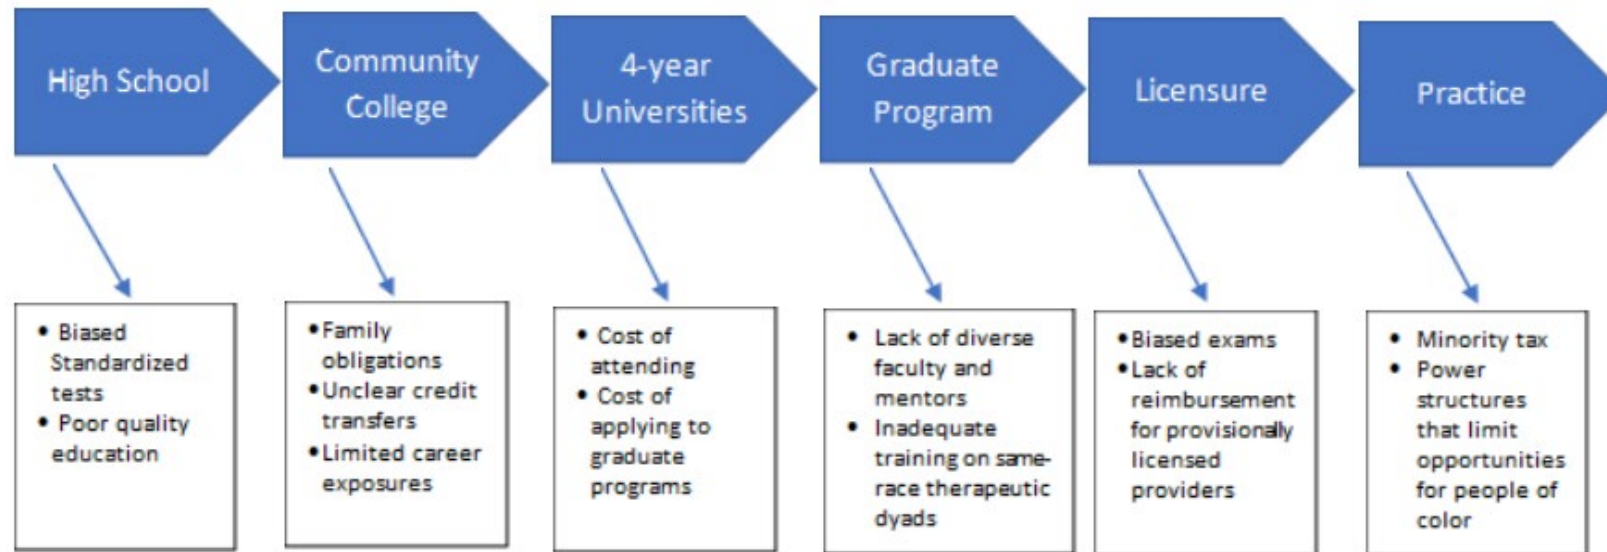 High School
Community
College
4-year
Universities
Graduate
Program
Licensure
Practice
• Biased
Standardized
tests
• Poor quality
education
•Family
obligations
•Unclear credit
transfers
•Limited career
exposures
• Cost of
attending
• Cost of
applying to
graduate
programs
• Lack of diverse
faculty and
mentors
• Inadequate
training on same-
race therapeutic
dyads
•Biased exams
•Lack of
reimbursement
for provisionally
licensed
providers
• Minority tax
• Power
structures
that limit
opportunities
for people of
color